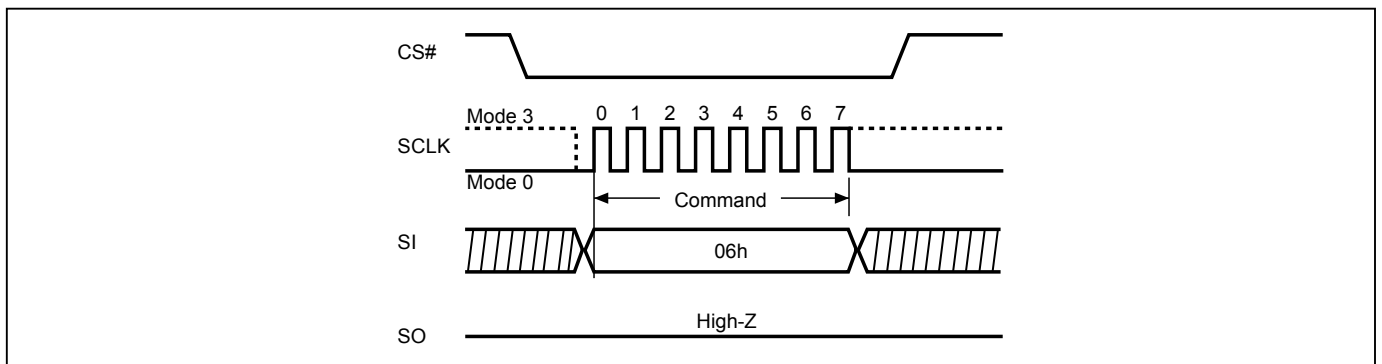 CS#
Mode 3
0 1 2 3 4 5 6 7
SCLK
Mode 0
Command
SI
06h
High-Z
SO